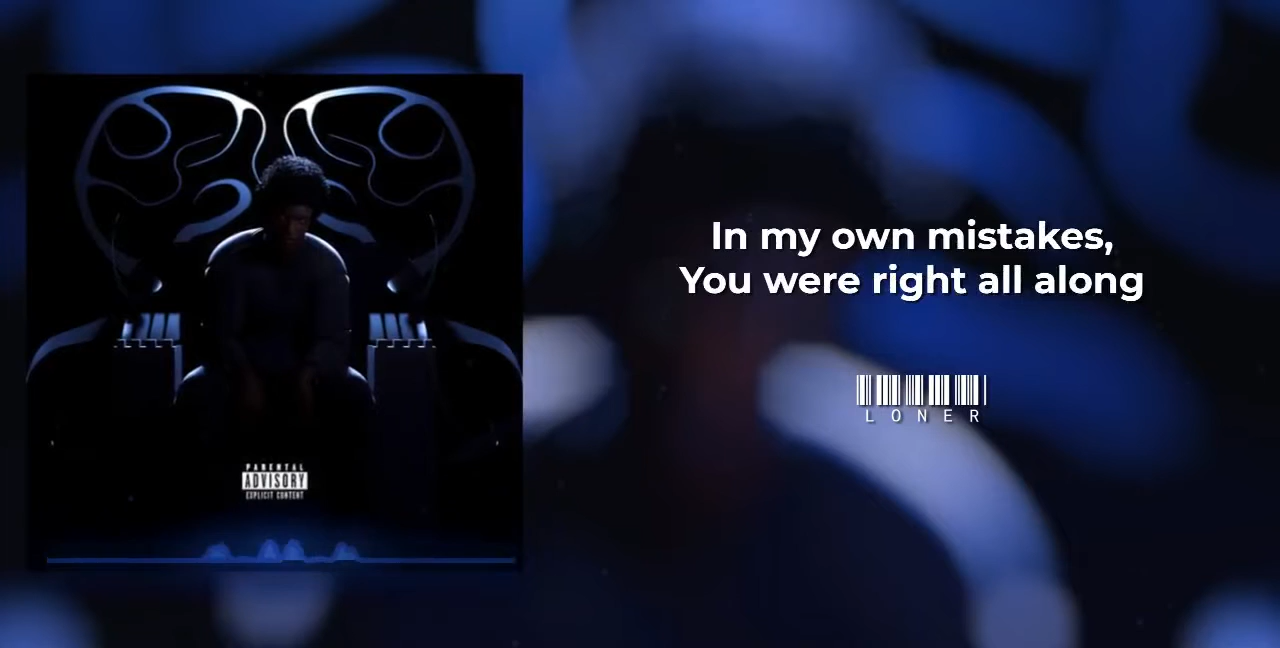 In my own mistakes,
You were right all along
LONER
PARENTAL
ADVISORY
EXPLICIT CONTENT